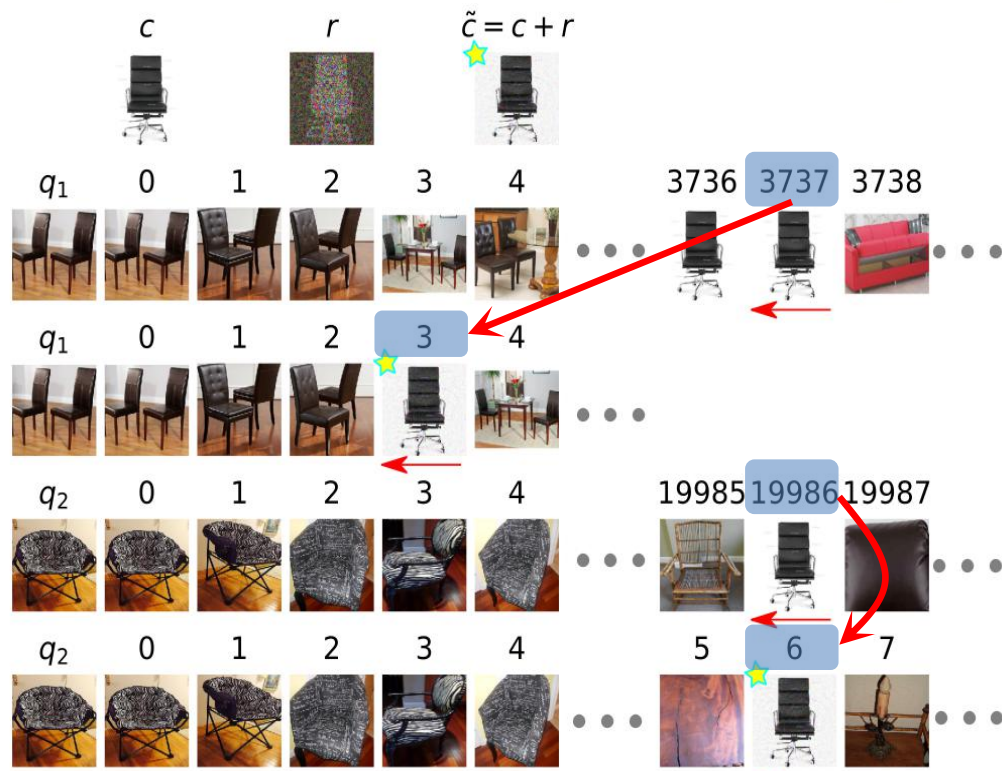 c r c̃ = c + r
q₁ 0 1 2 3 4 3736 3737 3738
q₁ 0 1 2 3 4
q₂ 0 1 2 3 4 19985 19986 19987
q₂ 0 1 2 3 4 5 6 7